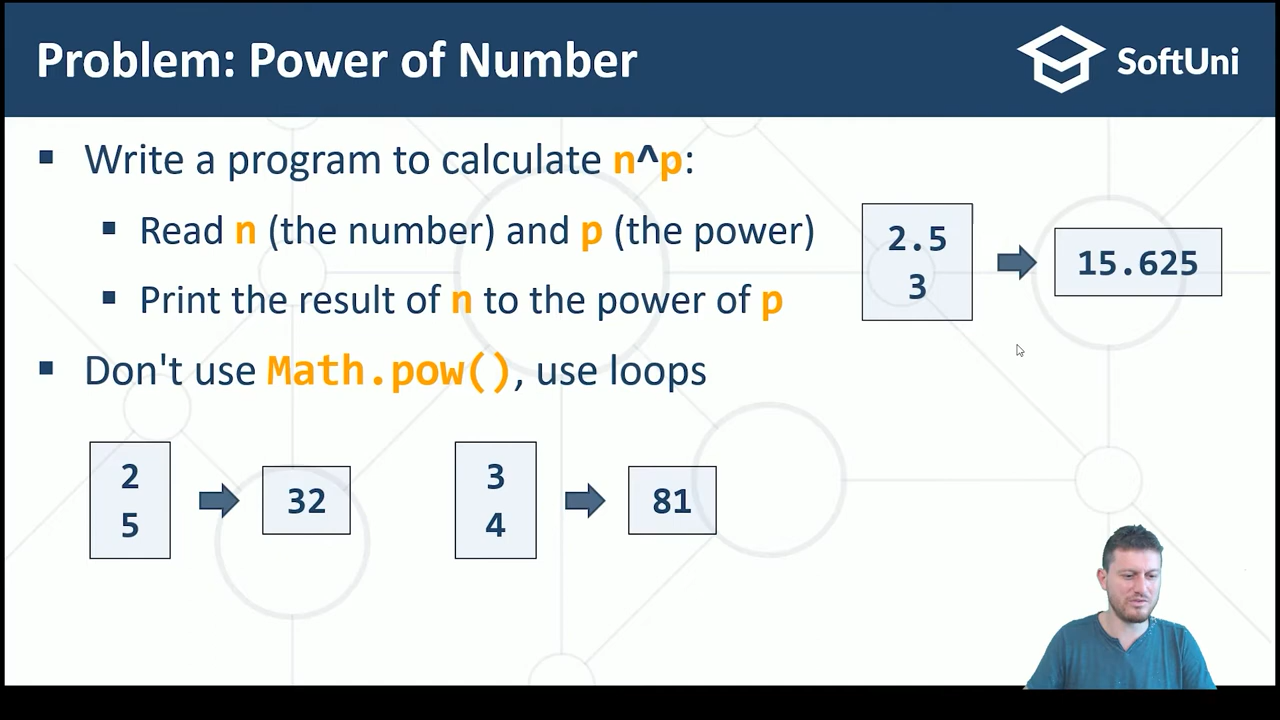 Problem: Power of Number
SoftUni
▪ Write a program to calculate n^p:
▪ Read n (the number) and p (the power)
▪ Print the result of n to the power of p
▪ Don't use Math.pow(), use loops
2.5
3
15.625
2
5
32
3
4
81